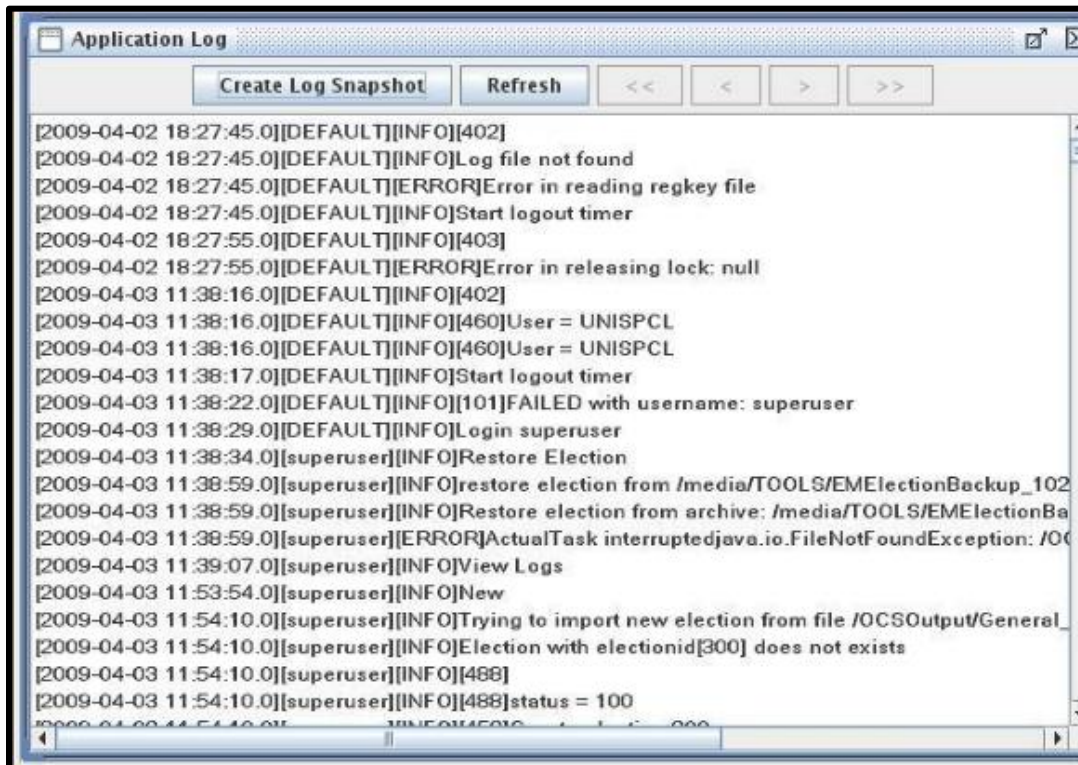 Application Log
Create Log Snapshot Refresh << < > >>
[2009-04-02 18:27:45.0][DEFAULT][INFO][402]
[2009-04-02 18:27:45.0][DEFAULT][INFO]Log file not found
[2009-04-02 18:27:45.0][DEFAULT][ERROR]Error in reading regkey file
[2009-04-02 18:27:45.0][DEFAULT][INFO]Start logout timer
[2009-04-02 18:27:55.0][DEFAULT][INFO][403]
[2009-04-02 18:27:55.0][DEFAULT][ERROR]Error in releasing lock: null
[2009-04-03 11:38:16.0][DEFAULT][INFO][402]
[2009-04-03 11:38:16.0][DEFAULT][INFO][460]User = UNISPCL
[2009-04-03 11:38:16.0][DEFAULT][INFO][460]User = UNISPCL
[2009-04-03 11:38:17.0][DEFAULT][INFO]Start logout timer
[2009-04-03 11:38:22.0][DEFAULT][INFO][101]FAILED with username: superuser
[2009-04-03 11:38:29.0][DEFAULT][INFO]Login superuser
[2009-04-03 11:38:34.0][superuser][INFO]Restore Election
[2009-04-03 11:38:59.0][superuser][INFO]restore election from /media/TOOLS/EMElectionBackup_102
[2009-04-03 11:38:59.0][superuser][INFO]Restore election from archive: /media/TOOLS/EMElectionBa
[2009-04-03 11:38:59.0][superuser][ERROR]ActualTask interruptedjava.io.FileNotFoundException: /OC
[2009-04-03 11:39:07.0][superuser][INFO]View Logs
[2009-04-03 11:53:54.0][superuser][INFO]New
[2009-04-03 11:54:10.0][superuser][INFO]Trying to import new election from file /OCSOutput/General_
[2009-04-03 11:54:10.0][superuser][INFO]Election with electionid[300] does not exists
[2009-04-03 11:54:10.0][superuser][INFO][488]
[2009-04-03 11:54:10.0][superuser][INFO][488]status = 100